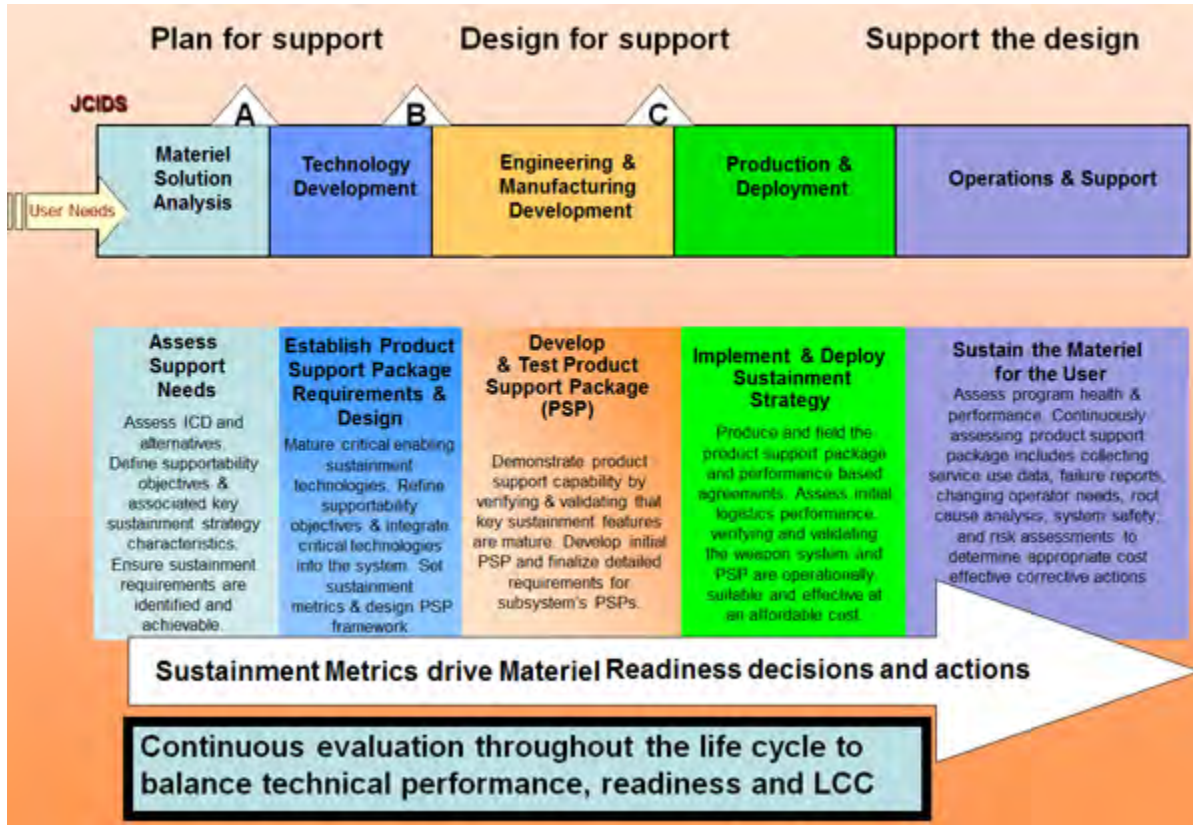 Plan for support
Design for support
Support the design
JCIDS
A
B
C
User Needs
Materiel
Solution
Analysis
Technology
Development
Engineering &
Manufacturing
Development
Production &
Deployment
Operations & Support
Assess
Support
Needs
Assess ICD and
alternatives.
Define supportability
objectives &
associated key
sustainment strategy
characteristics.
Ensure sustainment
requirements are
identified and
achievable.
Establish Product
Support Package
Requirements &
Design
Mature critical enabling
sustainment
technologies. Refine
supportability
objectives & integrate
critical technologies
into the system. Set
sustainment
metrics & design PSP
framework
Develop
& Test Product
Support Package
(PSP)
Demonstrate product
support capability by
verifying & validating that
key sustainment features
are mature. Develop initial
PSP and finalize detailed
requirements for
subsystem's PSPs.
Implement & Deploy
Sustainment
Strategy
Produce and field the
product support package
and performance based
agreements. Assess initial
logistics performance,
verifying and validating
the weapon system and
PSP are operationally
suitable and effective at
an affordable cost.
Sustain the Materiel
for the User
Assess program health &
performance. Continuously
assessing product support
package includes collecting
service use data, failure reports,
changing operator needs, root
cause analysis, system safety,
and risk assessments to
determine appropriate cost
effective corrective actions
Sustainment Metrics drive Materiel Readiness decisions and actions
Continuous evaluation throughout the life cycle to
balance technical performance, readiness and LCC